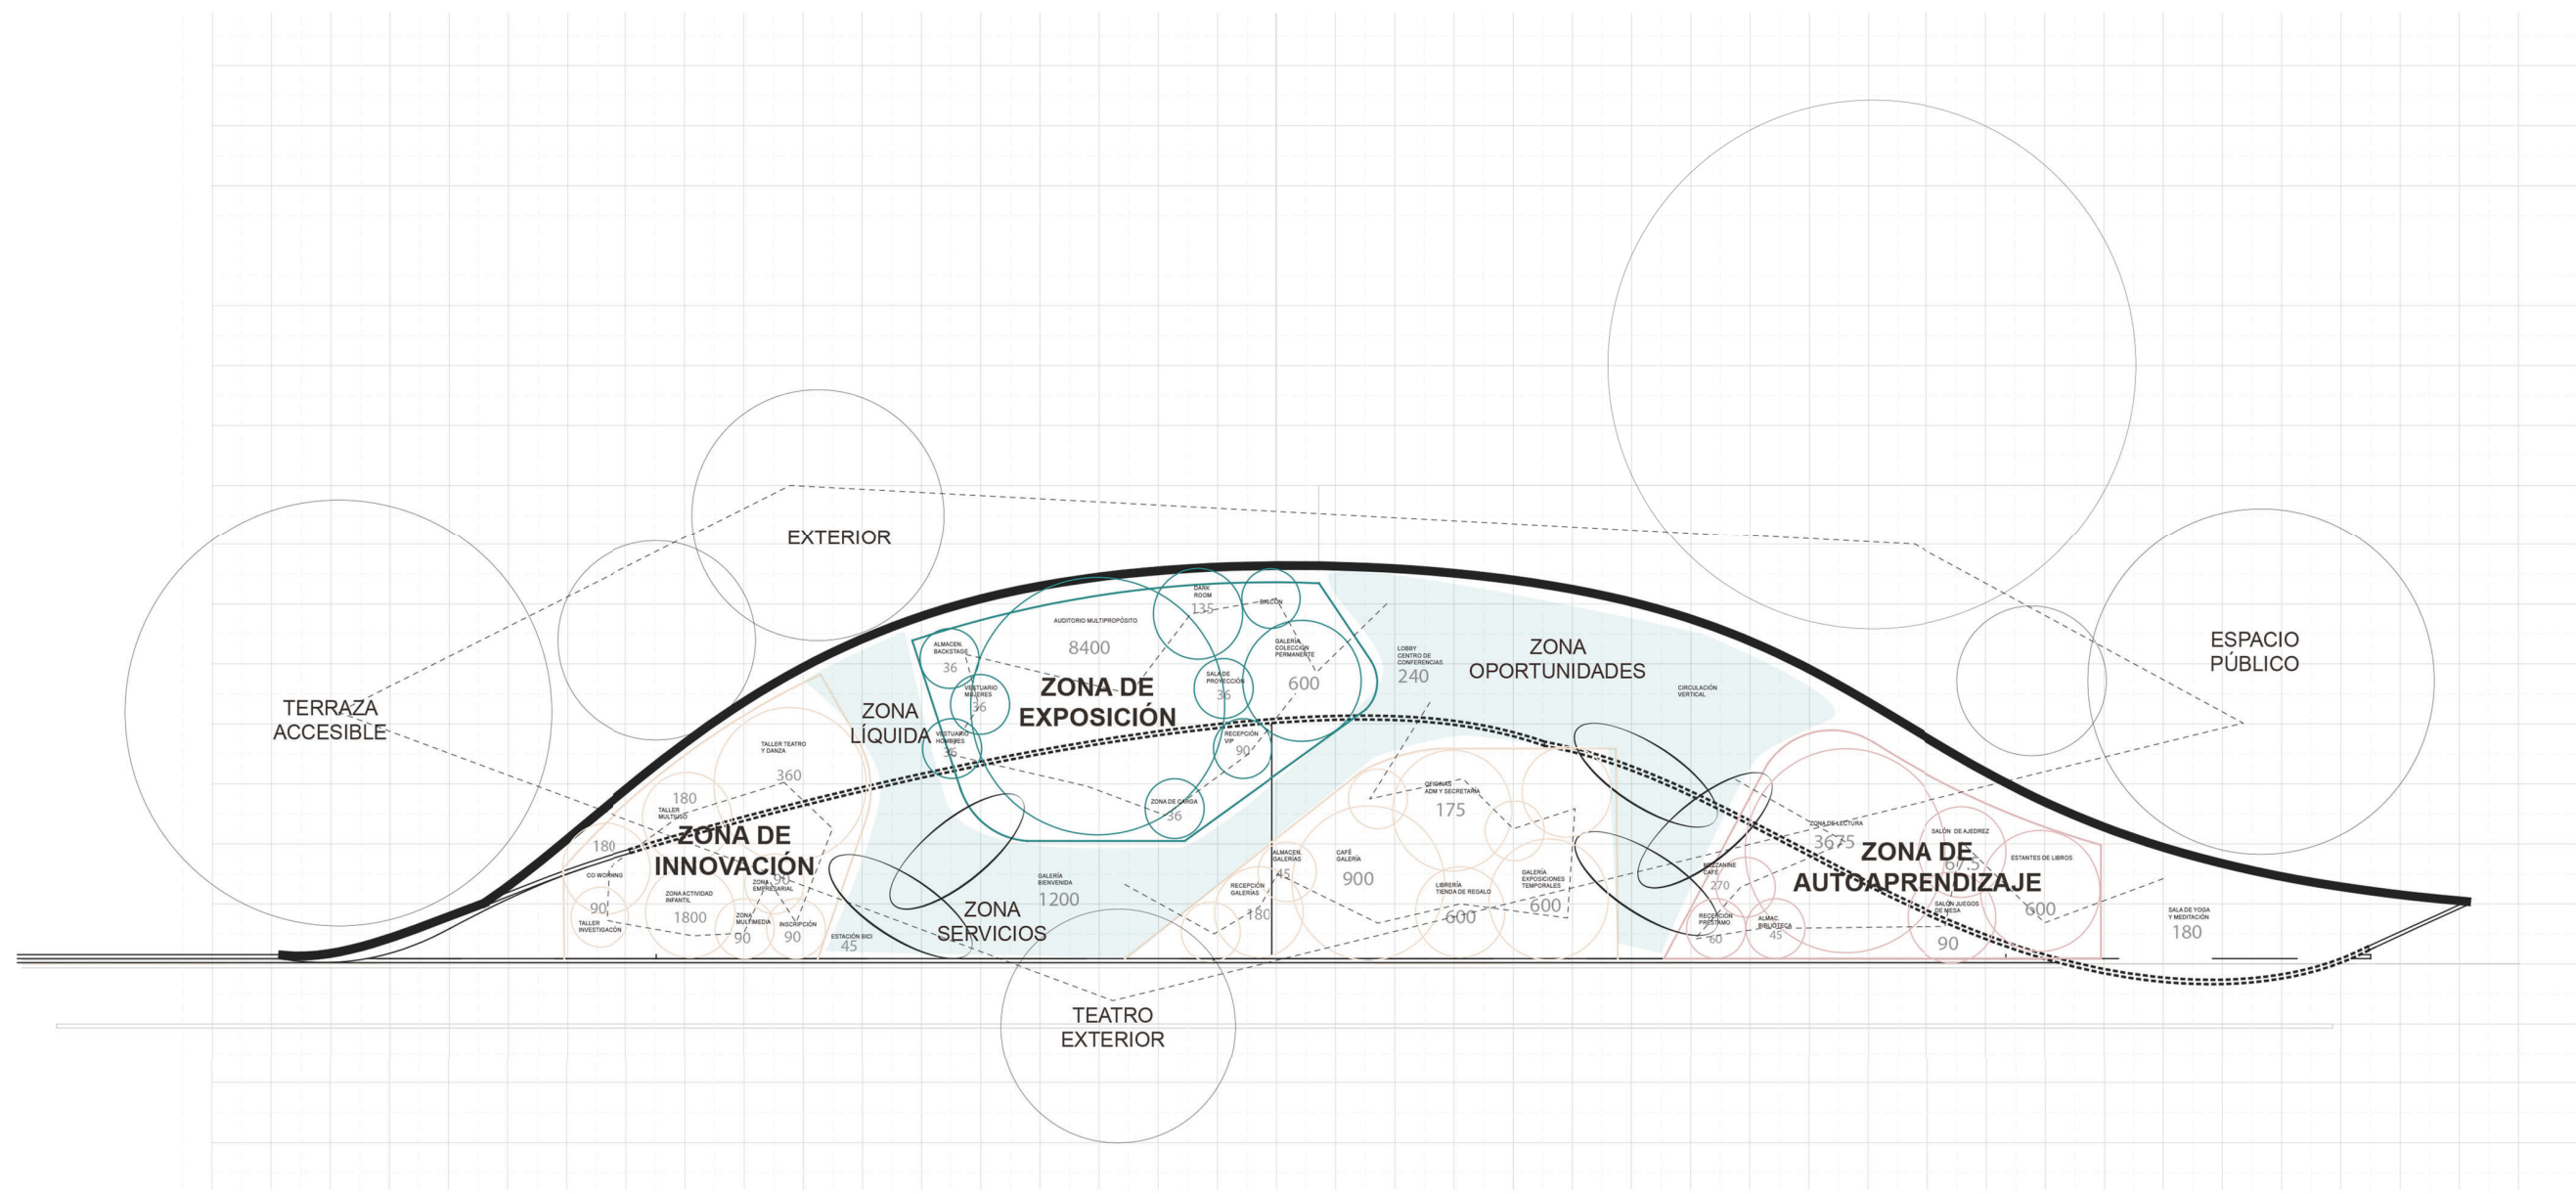 EXTERIOR
TERRAZA
ACCESIBLE
ESPACIO
PÚBLICO
ZONA
OPORTUNIDADES
ZONA
LÍQUIDA
ZONA DE
EXPOSICIÓN
DARK
ROOM
135
BALCÓN
AUDITORIO MULTIPROPÓSITO
8400
ALMACEN.
BACKSTAGE
36
VESTUARIO
MUJERES
36
VESTUARIO
HOMBRES
36
SALA DE
PROYECCIÓN
36
GALERÍA
COLECCIÓN
PERMANENTE
600
RECEPCIÓN
VIP
90
ZONA DE CARGA
36
LOBBY
CENTRO DE
CONFERENCIAS
240
CIRCULACIÓN
VERTICAL
TALLER TEATRO
Y DANZA
360
180
TALLER
MULTIUSO
ZONA DE
INNOVACIÓN
180
CO WORKING
90
TALLER
INVESTIGACÓN
ZONA ACTIVIDAD
INFANTIL
1800
90
ZONA
EMPRESARIAL
ZONA
MULTIMEDIA
90
INSCRIPCIÓN
90
ESTACIÓN BICI
45
GALERÍA
BIENVENIDA
1200
ZONA
SERVICIOS
RECEPCIÓN
GALERÍAS
180
ALMACEN.
GALERÍAS
45
CAFÉ
GALERÍA
900
OFICINAS
ADM Y SECRETARÍA
175
LIBRERÍA
TIENDA DE REGALO
600
GALERÍA
EXPOSICIONES
TEMPORALES
600
ZONA DE LECTURA
3675
ZONA DE
AUTOAPRENDIZAJE
SALÓN DE AJEDREZ
67.5
ESTANTES DE LIBROS
600
MEZZANINE
CAFÉ
270
RECEPCIÓN
PRÉSTAMO
60
ALMAC.
BIBLIOTECA
45
SALÓN JUEGOS
DE MESA
90
SALA DE YOGA
Y MEDITACIÓN
180
TEATRO
EXTERIOR